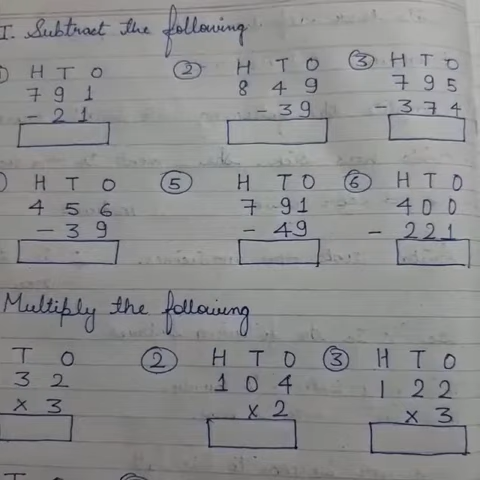 I. Subtract the following
H T O ② H T O ③ H T O
7 9 1 8 4 9 7 9 5
- 2 1 - 3 9 - 3 7 4
H T O ⑤ H T O ⑥ H T O
4 5 6 7 9 1 4 0 0
- 3 9 - 4 9 - 2 2 1
Multiply the following
T O ② H T O ③ H T O
3 2 1 0 4 1 2 2
x 3 x 2 x 3